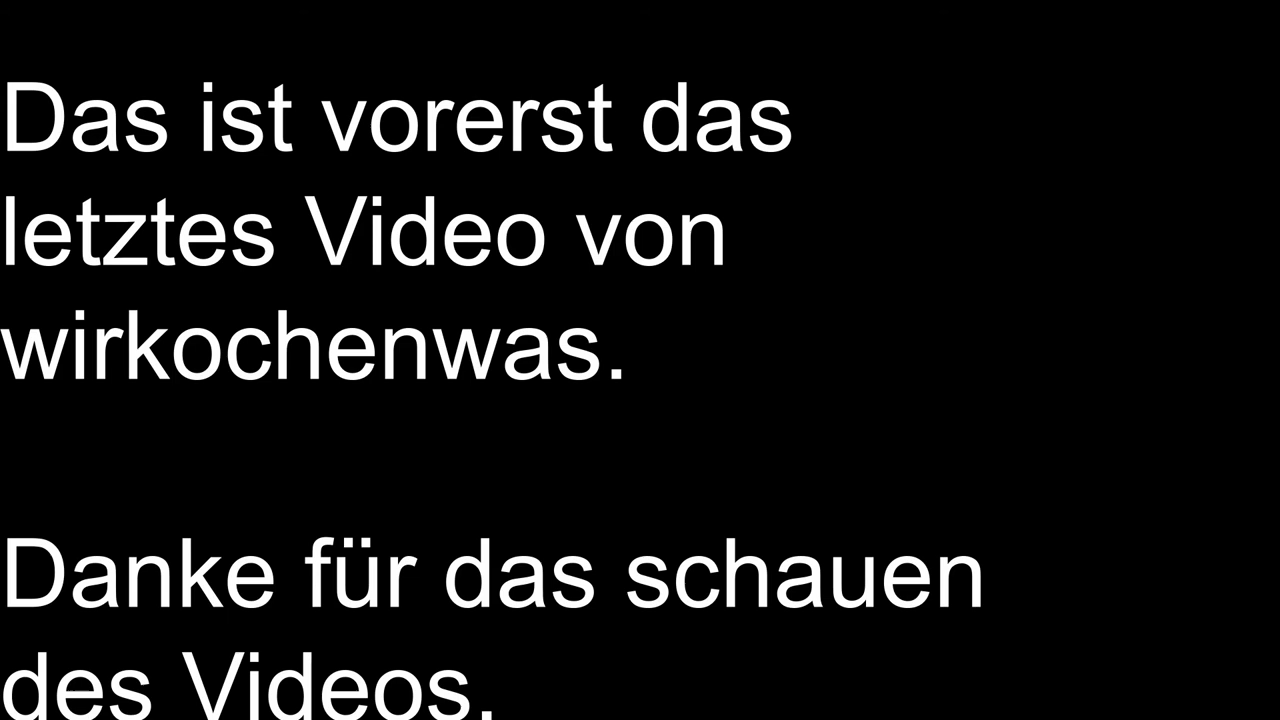 Das ist vorerst das
letztes Video von
wirkochenwas.
Danke für das schauen
des Videos.